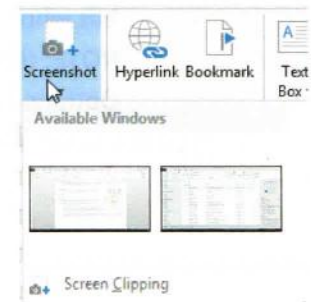 Screenshot Hyperlink Bookmark Text
Box
Available Windows
Screen Clipping